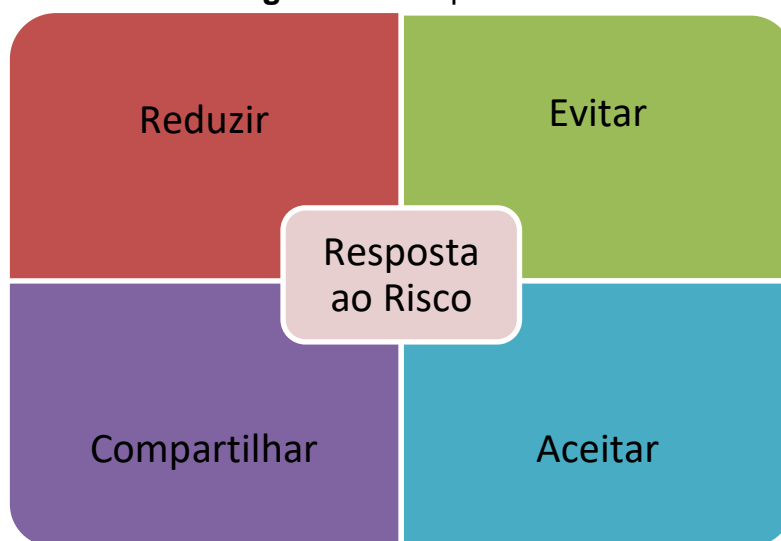 Reduzir
Evitar
Resposta
ao Risco
Compartilhar
Aceitar